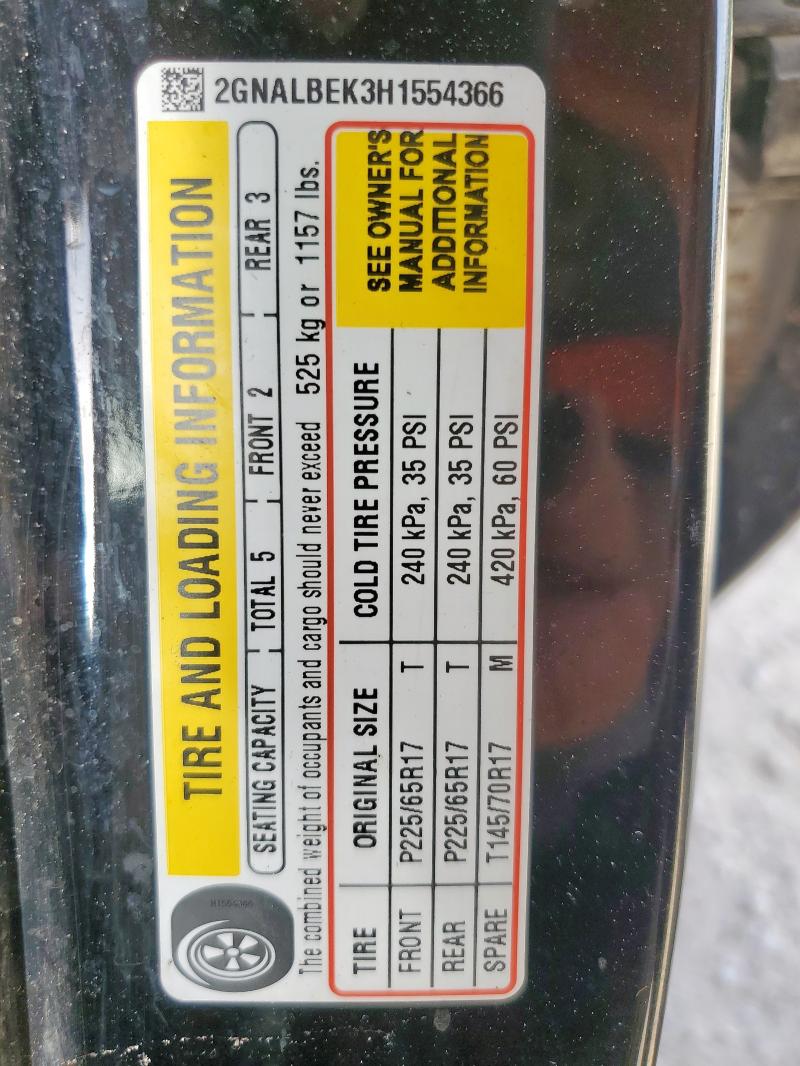 2GNALBEK3H1554366
TIRE AND LOADING INFORMATION
SEATING CAPACITY TOTAL 5 FRONT 2 REAR 3
The combined weight of occupants and cargo should never exceed 525 kg or 1157 lbs.
TIRE ORIGINAL SIZE COLD TIRE PRESSURE
FRONT P225/65R17 T 240 kPa, 35 PSI
REAR P225/65R17 T 240 kPa, 35 PSI
SPARE T145/70R17 M 420 kPa, 60 PSI
SEE OWNER'S
MANUAL FOR
ADDITIONAL
INFORMATION
H1554366